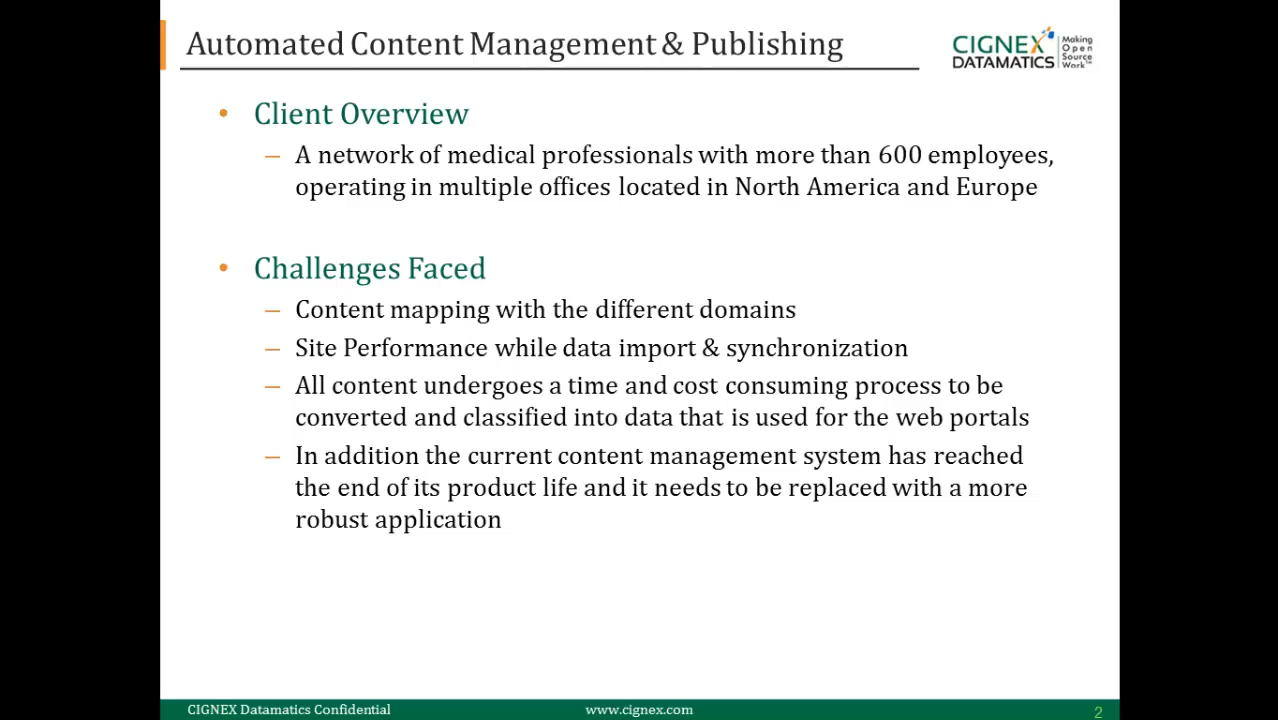 Automated Content Management & Publishing
CIGNEX
DATAMATICS
Making
Open
Source
Work™
• Client Overview
– A network of medical professionals with more than 600 employees,
operating in multiple offices located in North America and Europe
• Challenges Faced
– Content mapping with the different domains
– Site Performance while data import & synchronization
– All content undergoes a time and cost consuming process to be
converted and classified into data that is used for the web portals
– In addition the current content management system has reached
the end of its product life and it needs to be replaced with a more
robust application
CIGNEX Datamatics Confidential
www.cignex.com
2